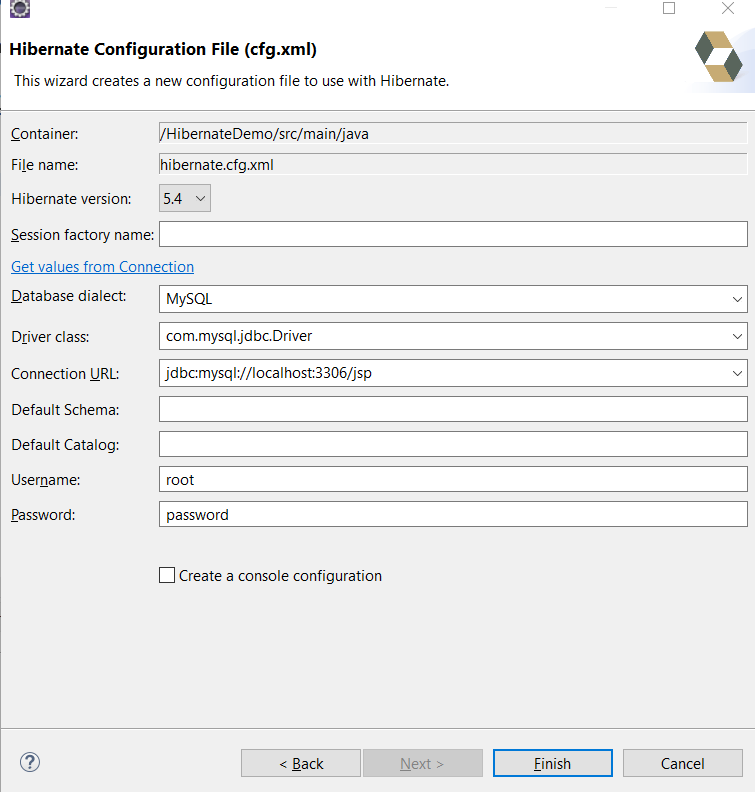 Hibernate Configuration File (cfg.xml)
This wizard creates a new configuration file to use with Hibernate.
Container: /HibernateDemo/src/main/java
File name: hibernate.cfg.xml
Hibernate version: 5.4
Session factory name:
Get values from Connection
Database dialect: MySQL
Driver class: com.mysql.jdbc.Driver
Connection URL: jdbc:mysql://localhost:3306/jsp
Default Schema:
Default Catalog:
Username: root
Password: password
Create a console configuration
? < Back Next > Finish Cancel